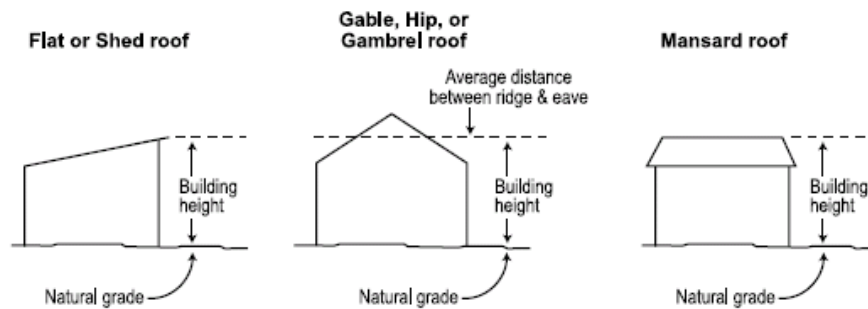 Flat or Shed roof
Gable, Hip, or
Gambrel roof
Mansard roof
Average distance
between ridge & eave
Building
height
Building
height
Building
height
Natural grade
Natural grade
Natural grade